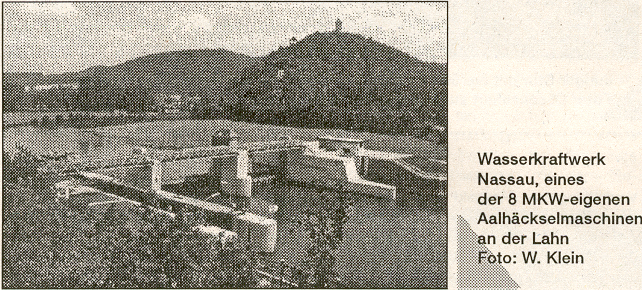 Wasserkraftwerk
Nassau, eines
der 8 MKW-eigenen
Aalhäckselmaschinen
an der Lahn
Foto: W. Klein